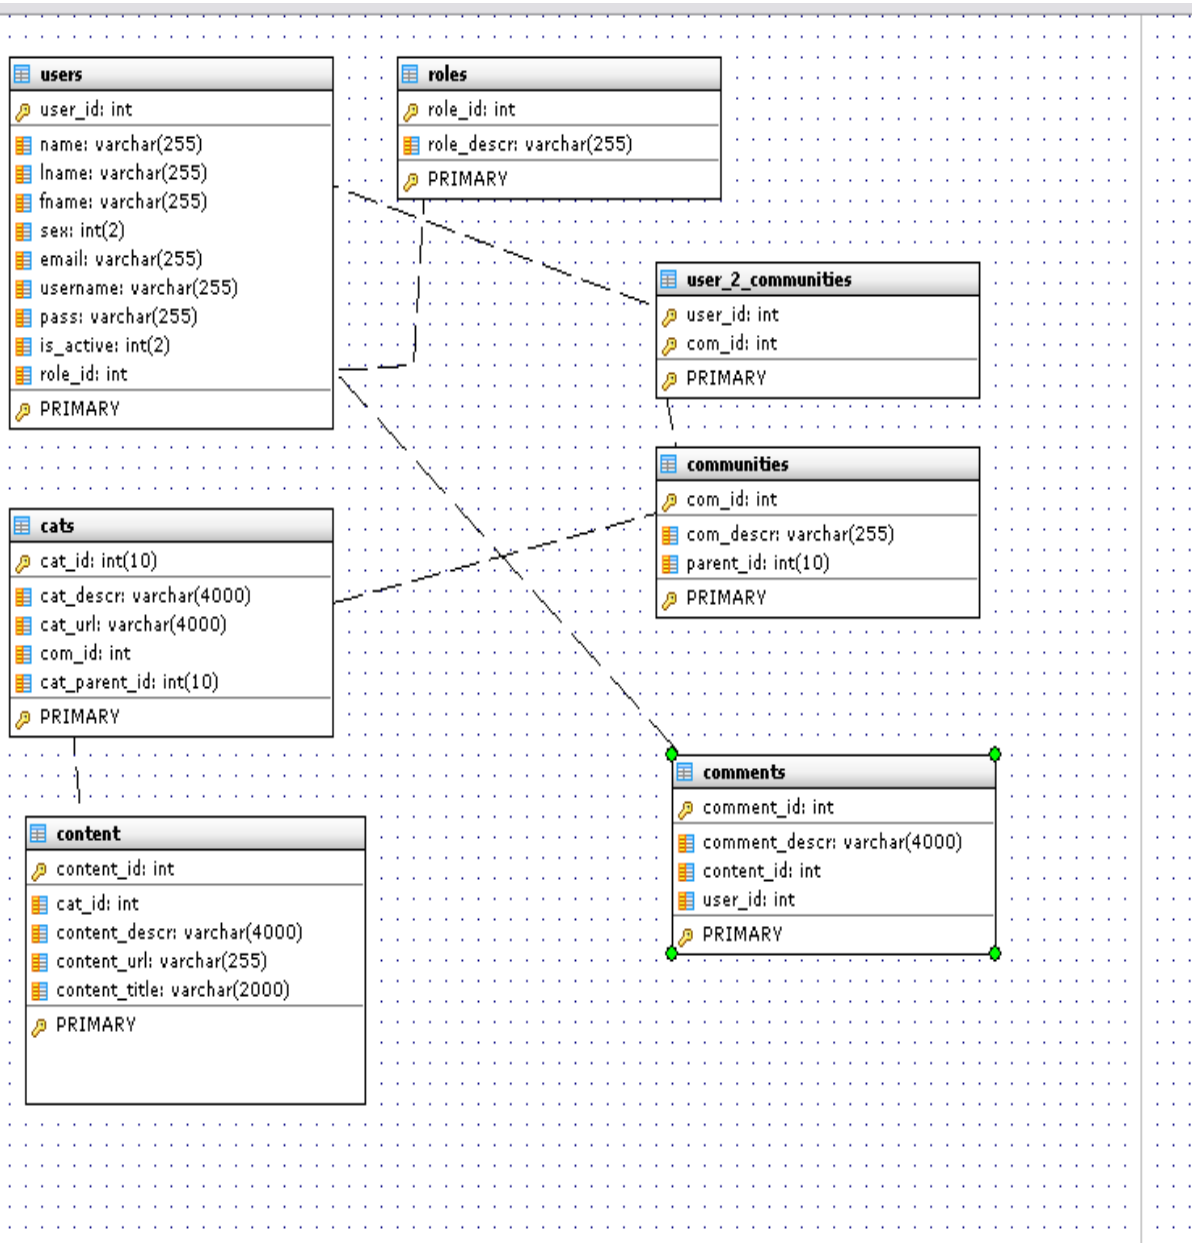 users
user_id: int
name: varchar(255)
lname: varchar(255)
fname: varchar(255)
sex: int(2)
email: varchar(255)
username: varchar(255)
pass: varchar(255)
is_active: int(2)
role_id: int
PRIMARY
roles
role_id: int
role_descr: varchar(255)
PRIMARY
user_2_communities
user_id: int
com_id: int
PRIMARY
communities
com_id: int
com_descr: varchar(255)
parent_id: int(10)
PRIMARY
cats
cat_id: int(10)
cat_descr: varchar(4000)
cat_url: varchar(4000)
com_id: int
cat_parent_id: int(10)
PRIMARY
comments
comment_id: int
comment_descr: varchar(4000)
content_id: int
user_id: int
PRIMARY
content
content_id: int
cat_id: int
content_descr: varchar(4000)
content_url: varchar(255)
content_title: varchar(2000)
PRIMARY